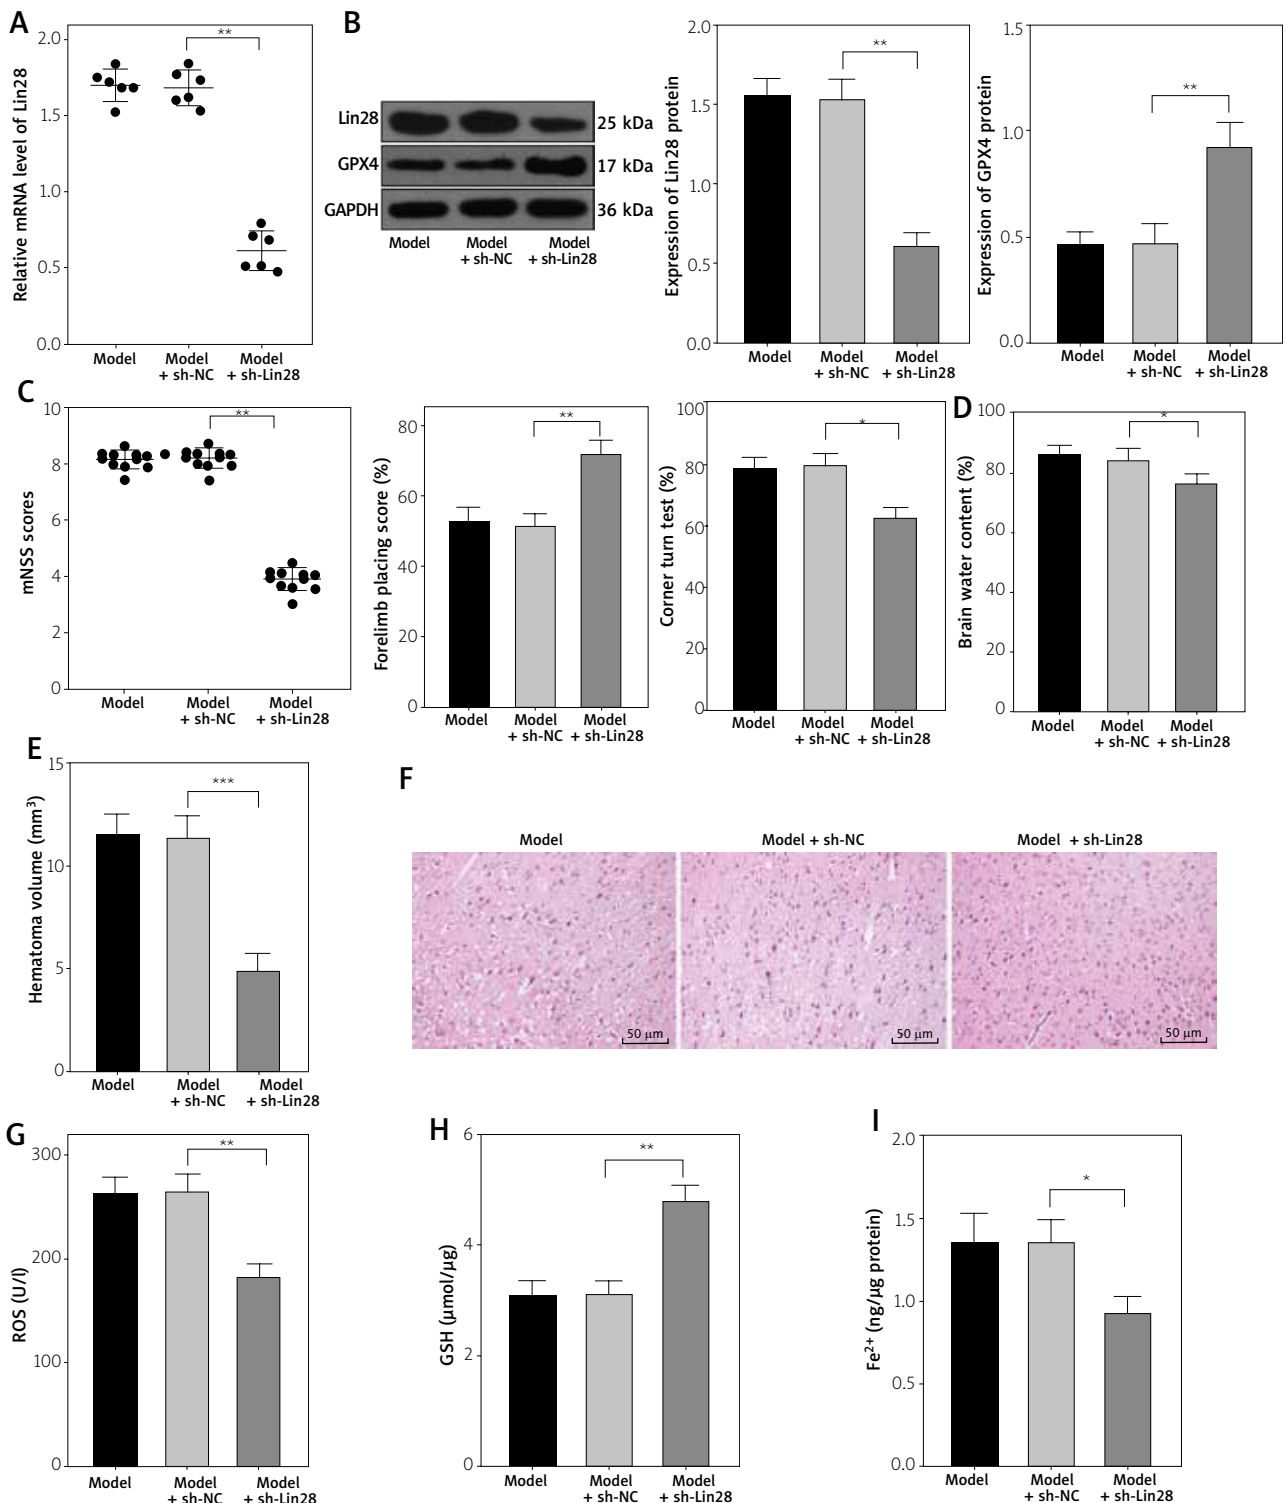 A
Relative mRNA level of Lin28
2.0
1.5
1.0
0.5
0.0
**
Model
Model
+ sh-NC
Model
+ sh-Lin28
B
Lin28
25 kDa
GPX4
17 kDa
GAPDH
36 kDa
Model
Model
+ sh-NC
Model
+ sh-Lin28
Expression of Lin28 protein
2.0
1.5
1.0
0.5
0.0
**
Model
Model
+ sh-NC
Model
+ sh-Lin28
Expression of GPX4 protein
1.5
1.0
0.5
0.0
**
Model
Model
+ sh-NC
Model
+ sh-Lin28
C
mNSS scores
10
8
6
4
2
0
**
Model
Model
+ sh-NC
Model
+ sh-Lin28
Forelimb placing score (%)
80
60
40
20
0
**
Model
Model
+ sh-NC
Model
+ sh-Lin28
Corner turn test (%)
100
80
60
40
20
0
*
Model
Model
+ sh-NC
Model
+ sh-Lin28
D
Brain water content (%)
100
80
60
40
20
0
*
Model
Model
+ sh-NC
Model
+ sh-Lin28
E
Hematoma volume (mm³)
15
10
5
0
***
Model
Model
+ sh-NC
Model
+ sh-Lin28
F
Model
Model + sh-NC
Model + sh-Lin28
50 µm
50 µm
50 µm
G
ROS (U/l)
300
200
100
0
**
Model
Model
+ sh-NC
Model
+ sh-Lin28
H
GSH (µmol/µg)
6
4
2
0
**
Model
Model
+ sh-NC
Model
+ sh-Lin28
I
Fe²⁺ (ng/µg protein)
2.0
1.5
1.0
0.5
0.0
*
Model
Model
+ sh-NC
Model
+ sh-Lin28